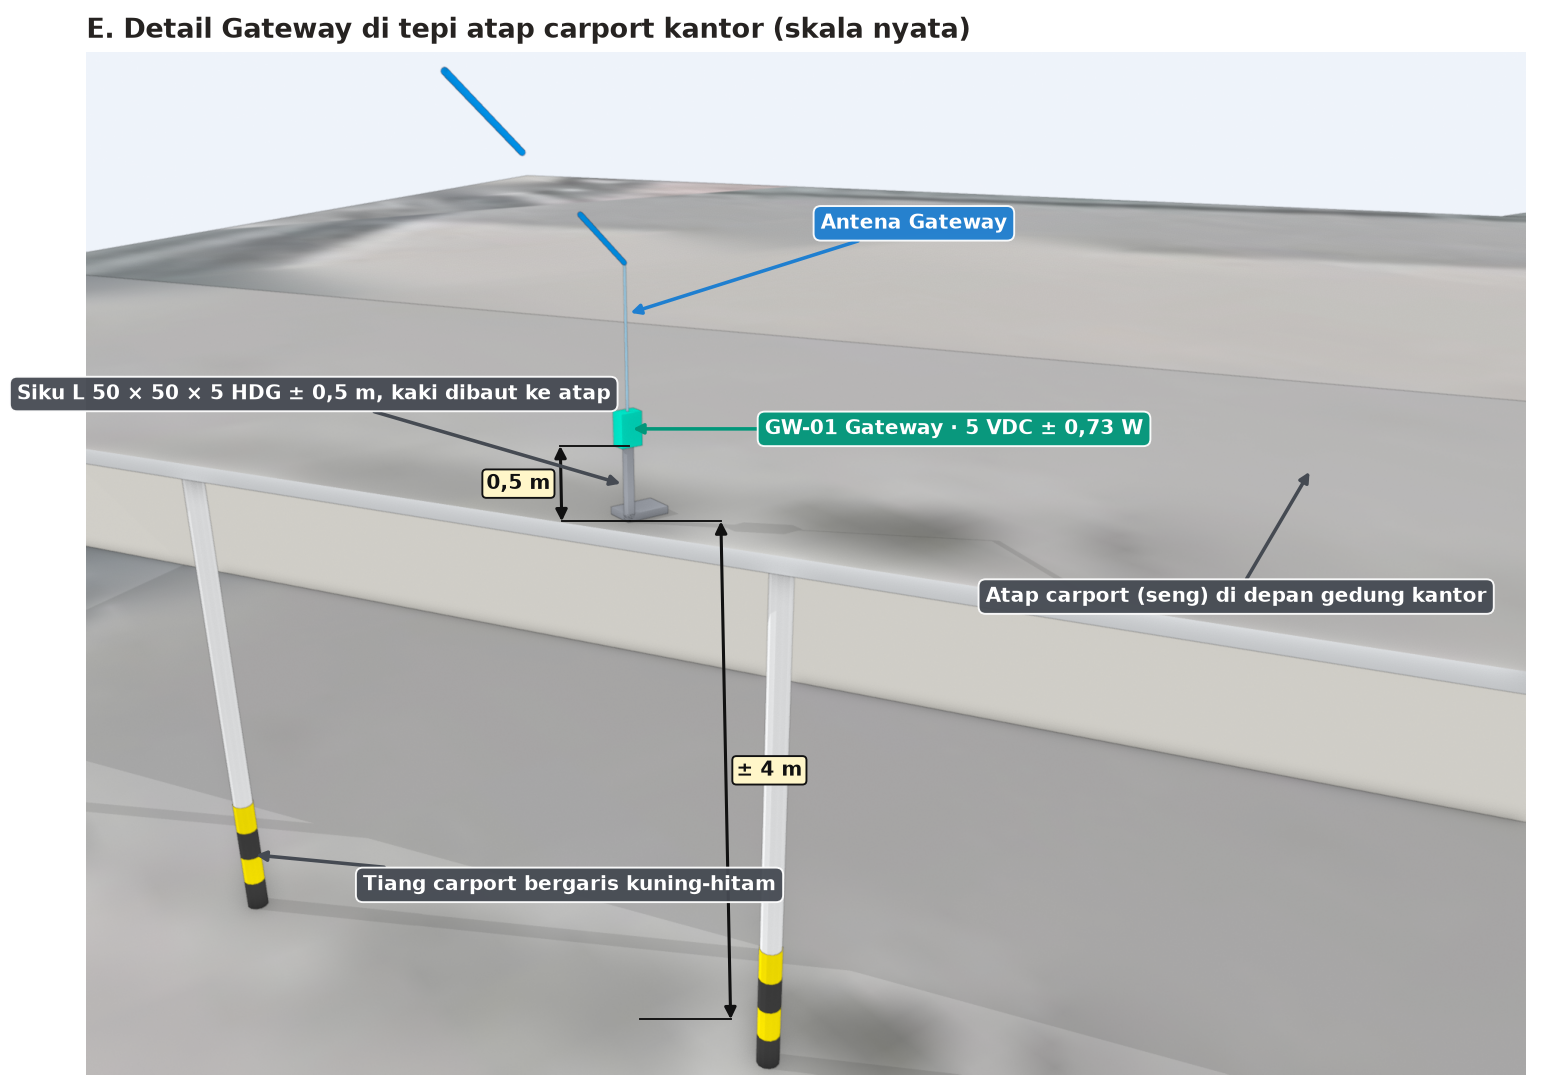 E. Detail Gateway di tepi atap carport kantor (skala nyata)
Antena Gateway
Siku L 50 × 50 × 5 HDG ± 0,5 m, kaki dibaut ke atap
GW-01 Gateway · 5 VDC ± 0,73 W
0,5 m
Atap carport (seng) di depan gedung kantor
± 4 m
Tiang carport bergaris kuning-hitam